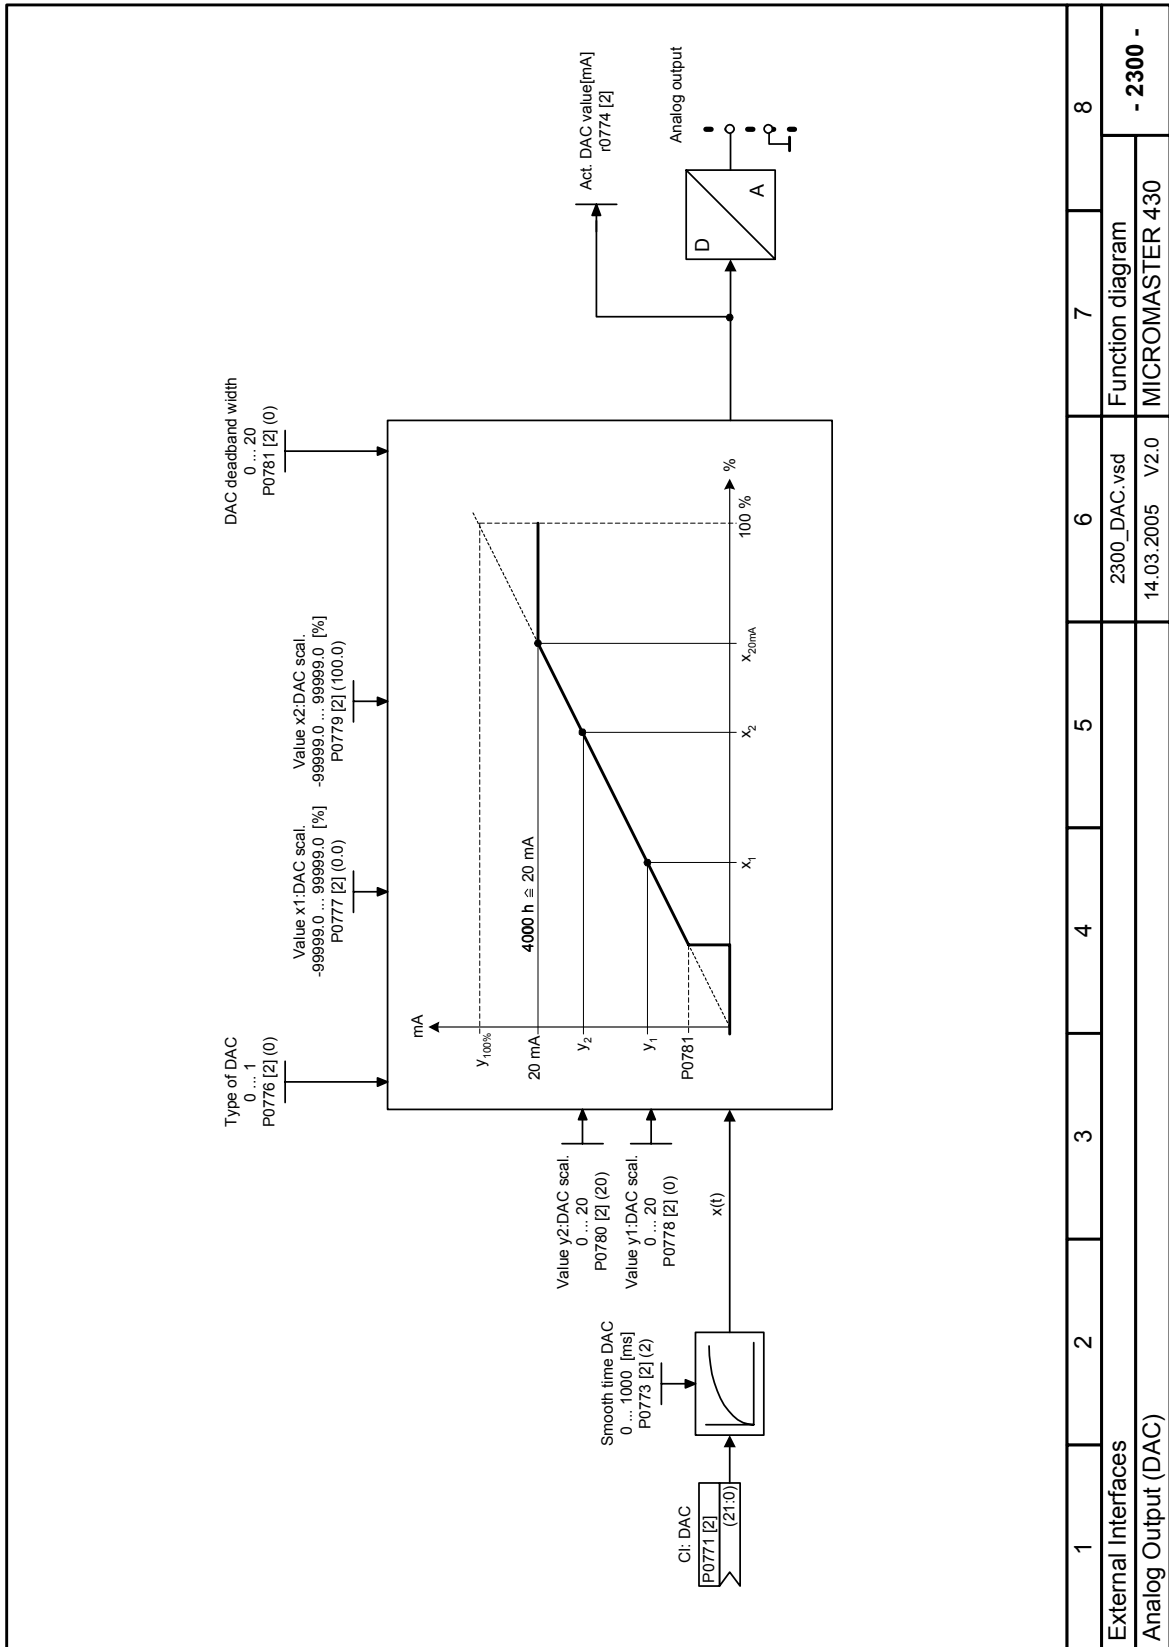 CI: DAC
P0771 [2]
(21:0)
Smooth time DAC
0 ... 1000 [ms]
P0773 [2] (2)
Value y2:DAC scal.
0 ... 20
P0780 [2] (20)
Value y1:DAC scal.
0 ... 20
P0778 [2] (0)
x(t)
Type of DAC
0 ... 1
P0776 [2] (0)
Value x1:DAC scal.
-99999.0 ... 99999.0 [%]
P0777 [2] (0.0)
Value x2:DAC scal.
-99999.0 ... 99999.0 [%]
P0779 [2] (100.0)
DAC deadband width
0 ... 20
P0781 [2] (0)
mA
y100%
20 mA
y2
y1
P0781
4000 h ≙ 20 mA
x1
x2
x20mA
100 %
%
Act. DAC value[mA]
r0774 [2]
Analog output
D
A
1 2 3 4 5 6 7 8
External Interfaces 2300_DAC.vsd Function diagram - 2300 -
Analog Output (DAC) 14.03.2005 V2.0 MICROMASTER 430